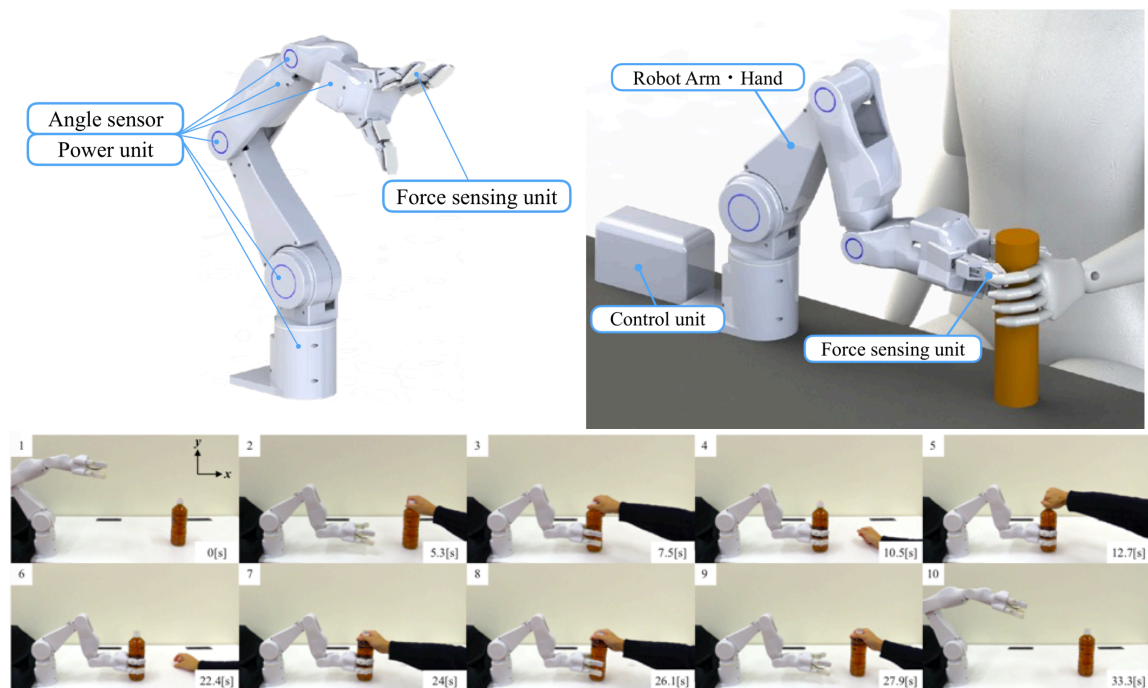 Angle sensor
Power unit
Force sensing unit
Robot Arm・Hand
Control unit
Force sensing unit
1
y
x
0[s]
2
5.3[s]
3
7.5[s]
4
10.5[s]
5
12.7[s]
6
22.4[s]
7
24[s]
8
26.1[s]
9
27.9[s]
10
33.3[s]